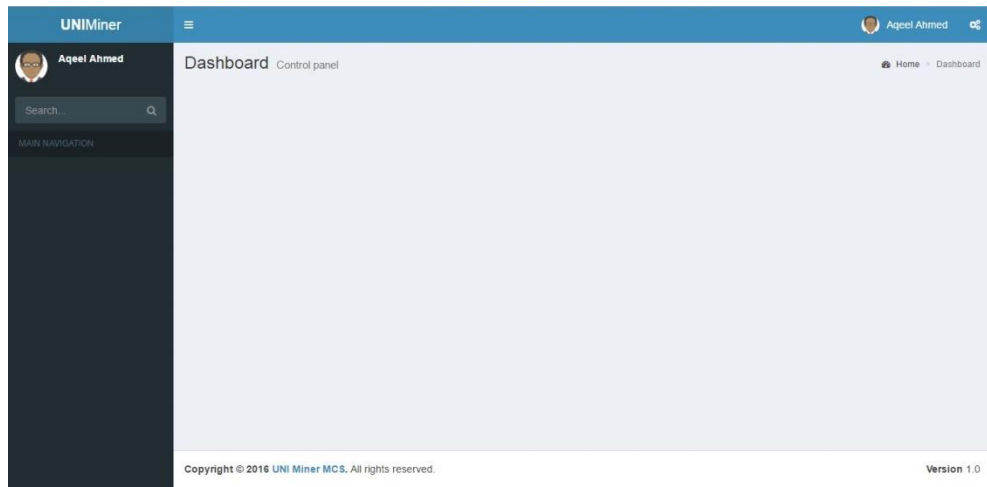 UNIMiner
Aqeel Ahmed
Aqeel Ahmed
Search...
MAIN NAVIGATION
Dashboard Control panel
Home > Dashboard
Copyright © 2016 UNI Miner MCS. All rights reserved.
Version 1.0